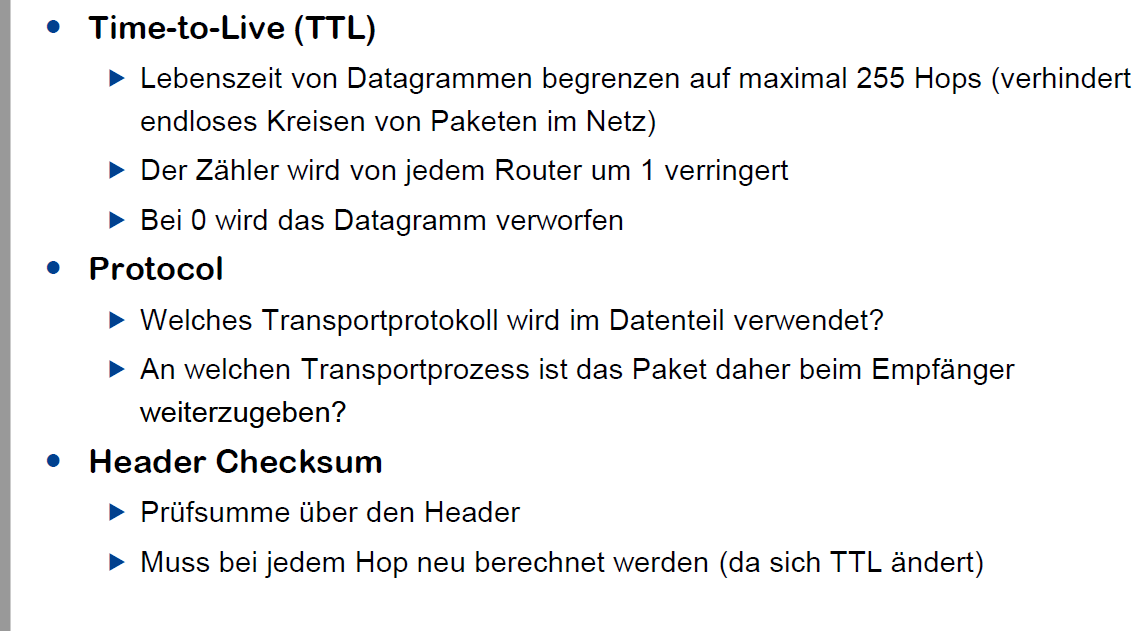 • Time-to-Live (TTL)
▶ Lebenszeit von Datagrammen begrenzen auf maximal 255 Hops (verhindert
endloses Kreisen von Paketen im Netz)
▶ Der Zähler wird von jedem Router um 1 verringert
▶ Bei 0 wird das Datagramm verworfen
• Protocol
▶ Welches Transportprotokoll wird im Datenteil verwendet?
▶ An welchen Transportprozess ist das Paket daher beim Empfänger
weiterzugeben?
• Header Checksum
▶ Prüfsumme über den Header
▶ Muss bei jedem Hop neu berechnet werden (da sich TTL ändert)